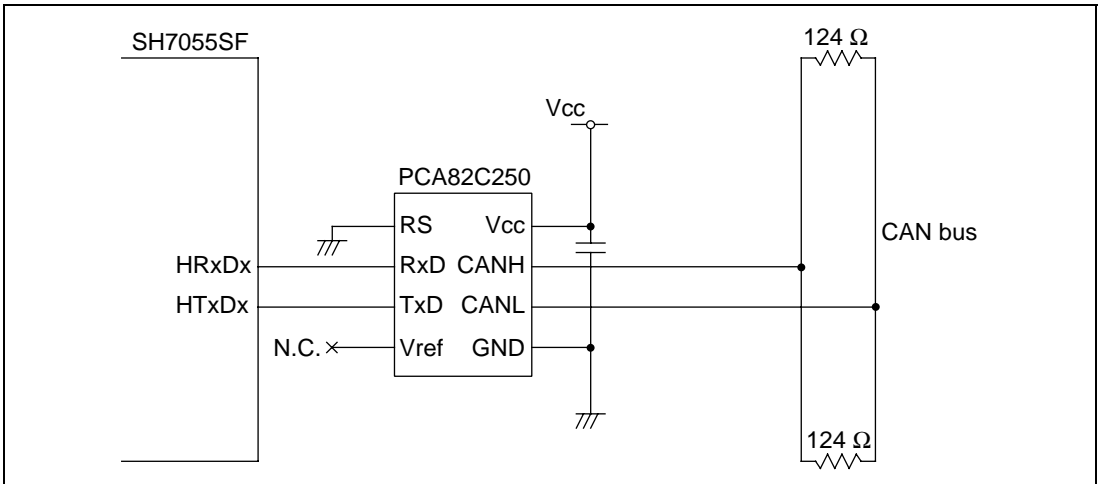 SH7055SF
124 Ω
Vcc
PCA82C250
RS Vcc
CAN bus
HRxDx RxD CANH
HTxDx TxD CANL
N.C. Vref GND
124 Ω